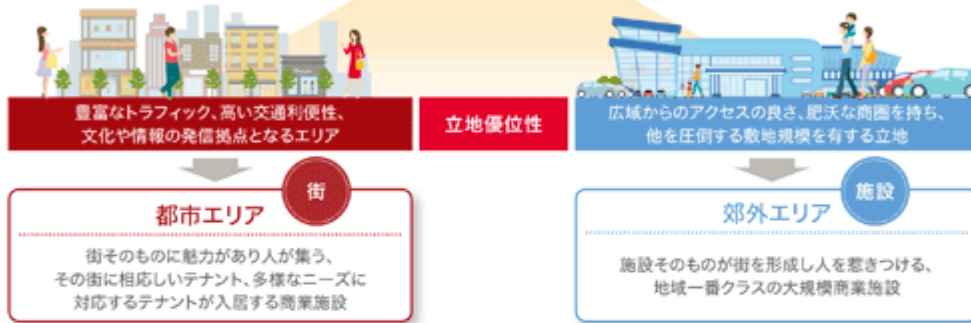 豊富なトラフィック、高い交通利便性、
文化や情報の発信拠点となるエリア
立地優位性
広域からのアクセスの良さ、肥沃な商圏を持ち、
他を圧倒する敷地規模を有する立地
街
都市エリア
街そのものに魅力があり人が集う、
その街に相応しいテナント、多様なニーズに
対応するテナントが入居する商業施設
施設
郊外エリア
施設そのものが街を形成し人を惹きつける、
地域一番クラスの大規模商業施設